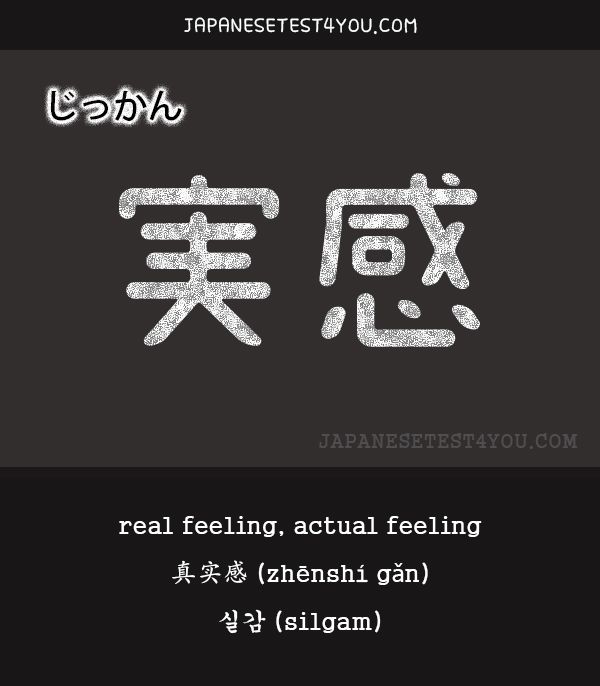 JAPANESETEST4YOU.COM
じっかん
実感
JAPANESETEST4YOU.COM
real feeling, actual feeling
真实感 (zhēnshí gǎn)
실감 (silgam)